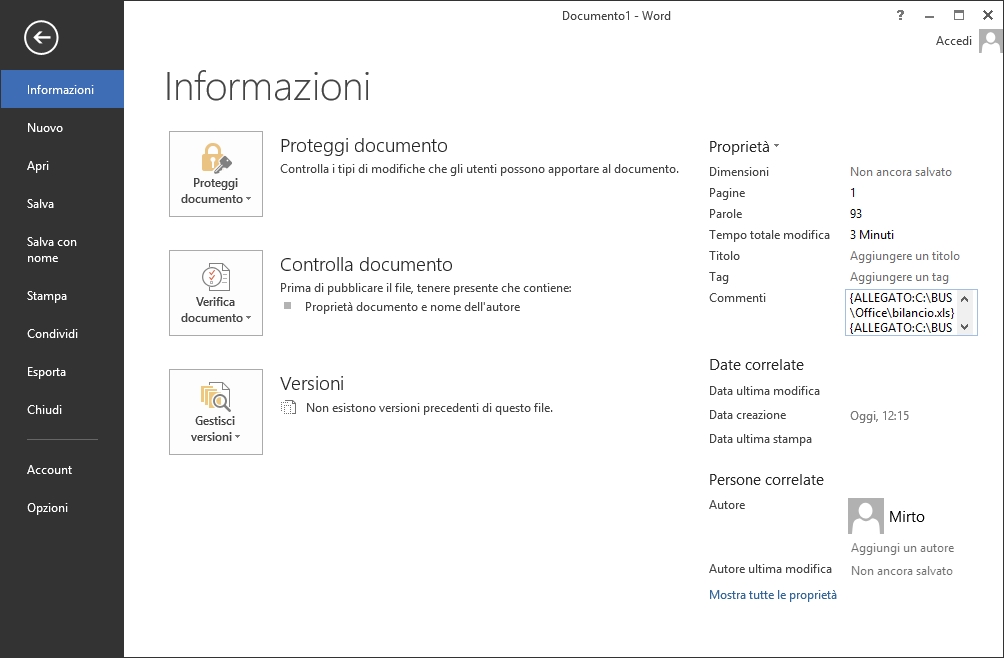 Documento1 - Word
?
Accedi
Informazioni
Nuovo
Apri
Salva
Salva con
nome
Stampa
Condividi
Esporta
Chiudi
Account
Opzioni
Informazioni
Proteggi
documento
Proteggi documento
Controlla i tipi di modifiche che gli utenti possono apportare al documento.
Verifica
documento
Controlla documento
Prima di pubblicare il file, tenere presente che contiene:
Proprietà documento e nome dell'autore
Gestisci
versioni
Versioni
Non esistono versioni precedenti di questo file.
Proprietà
Dimensioni Non ancora salvato
Pagine 1
Parole 93
Tempo totale modifica 3 Minuti
Titolo Aggiungere un titolo
Tag Aggiungere un tag
Commenti {ALLEGATO:C:\BUS
\Office\bilancio.xls}
{ALLEGATO:C:\BUS
Date correlate
Data ultima modifica
Data creazione Oggi, 12:15
Data ultima stampa
Persone correlate
Autore Mirto
Aggiungi un autore
Autore ultima modifica Non ancora salvato
Mostra tutte le proprietà